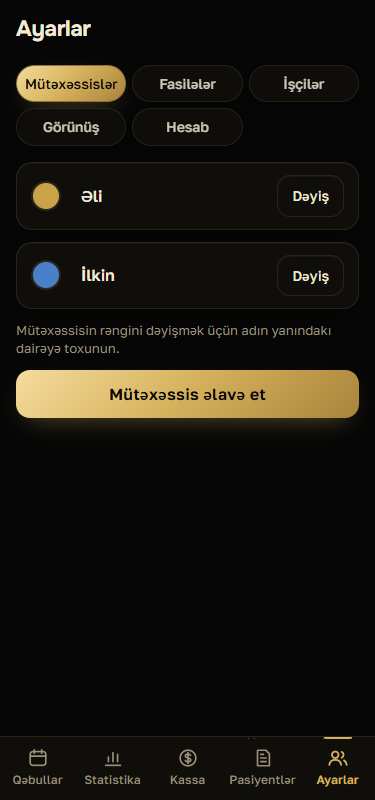 Ayarlar
Mütəxəssislər
Fasilələr
İşçilər
Görünüş
Hesab
Əli
Dəyiş
İlkin
Dəyiş
Mütəxəssisin rəngini dəyişmək üçün adın yanındakı
dairəyə toxunun.
Mütəxəssis əlavə et
Qəbullar
Statistika
Kassa
Pasiyentlər
Ayarlar